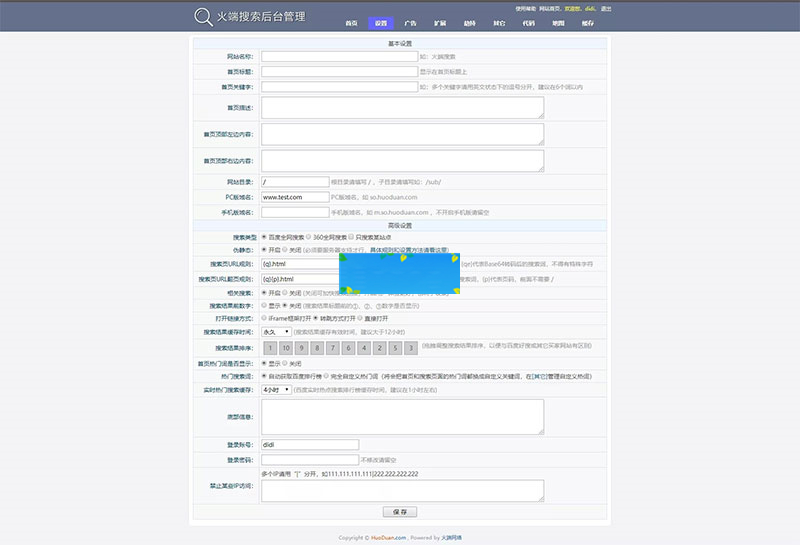 使用帮助 网站首页, 欢迎您, didi, 退出
火端搜索后台管理
首页 设置 广告 扩展 劫持 其它 代码 地图 缓存
基本设置
网站名称: 如：火端搜索
首页标题: 显示在首页标题上
首页关键字: 如：多个关键字请用英文状态下的逗号分开，建议在6个词以内
首页描述:
首页顶部左边内容:
首页顶部右边内容:
网站目录: / 根目录请填写 / ，子目录请填写如：/sub/
PC版域名: www.test.com PC版域名，如 so.huoduan.com
手机版域名: 手机版域名，如 m.so.huoduan.com ，不开启手机版请留空
高级设置
搜索类型 百度全网搜索 360全网搜索 只搜索某站点
伪静态: 开启 关闭 (必须要服务器支持才行，具体规则和设置方法请看这里)
搜索页URL规则: {q}.html {qe}代表Base64转码后的搜索词，不得有特殊字符
搜索页URL翻页规则: {q}{p}.html 搜索词，{p}代表页码，前面不需要 /
相关搜索: 开启 关闭
搜索结果前数字: 显示 关闭 (搜索结果标题前的①、②、③数字是否显示)
打开链接方式: iFrame框架打开 转跳方式打开 直接打开
搜索结果缓存时间: 永久 (搜索结果缓存有效时间，建议大于12小时)
搜索结果排序: 1 10 9 8 7 6 4 2 5 3 (拖拽调整搜索结果排序，以便与百度好搜或其它买家网站有区别)
首页热门词是否显示: 显示 关闭
热门搜索词: 自动获取百度排行榜 完全自定义热门词（将会把首页和搜索页面的热门词都换成自定义关键词，在[其它]管理自定义热词）
实时热门搜索缓存: 4小时 (百度实时热点搜索排行榜缓存时间，建议在1小时左右)
底部信息:
登录账号: didi
登录密码: 不修改请留空
多个IP请用 "|" 分开，如111.111.111.111|222.222.222.222
禁止某些IP访问:
保 存
Copyright © HuoDuan.com , Powered by 火端网络